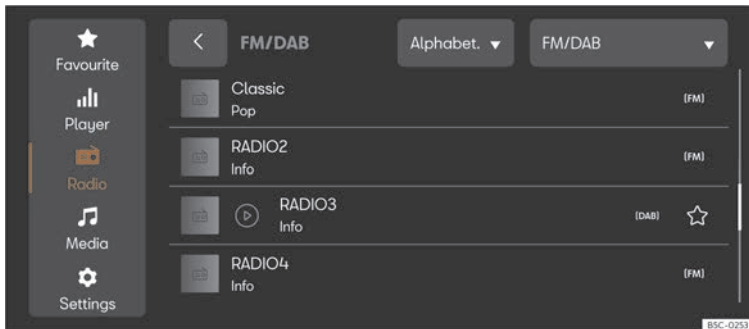 Favourite
Player
Radio
Media
Settings
FM/DAB
Alphabet.
FM/DAB
Classic
Pop
(FM)
RADIO2
Info
(FM)
RADIO3
Info
(DAB)
RADIO4
Info
(FM)
BSC-0253